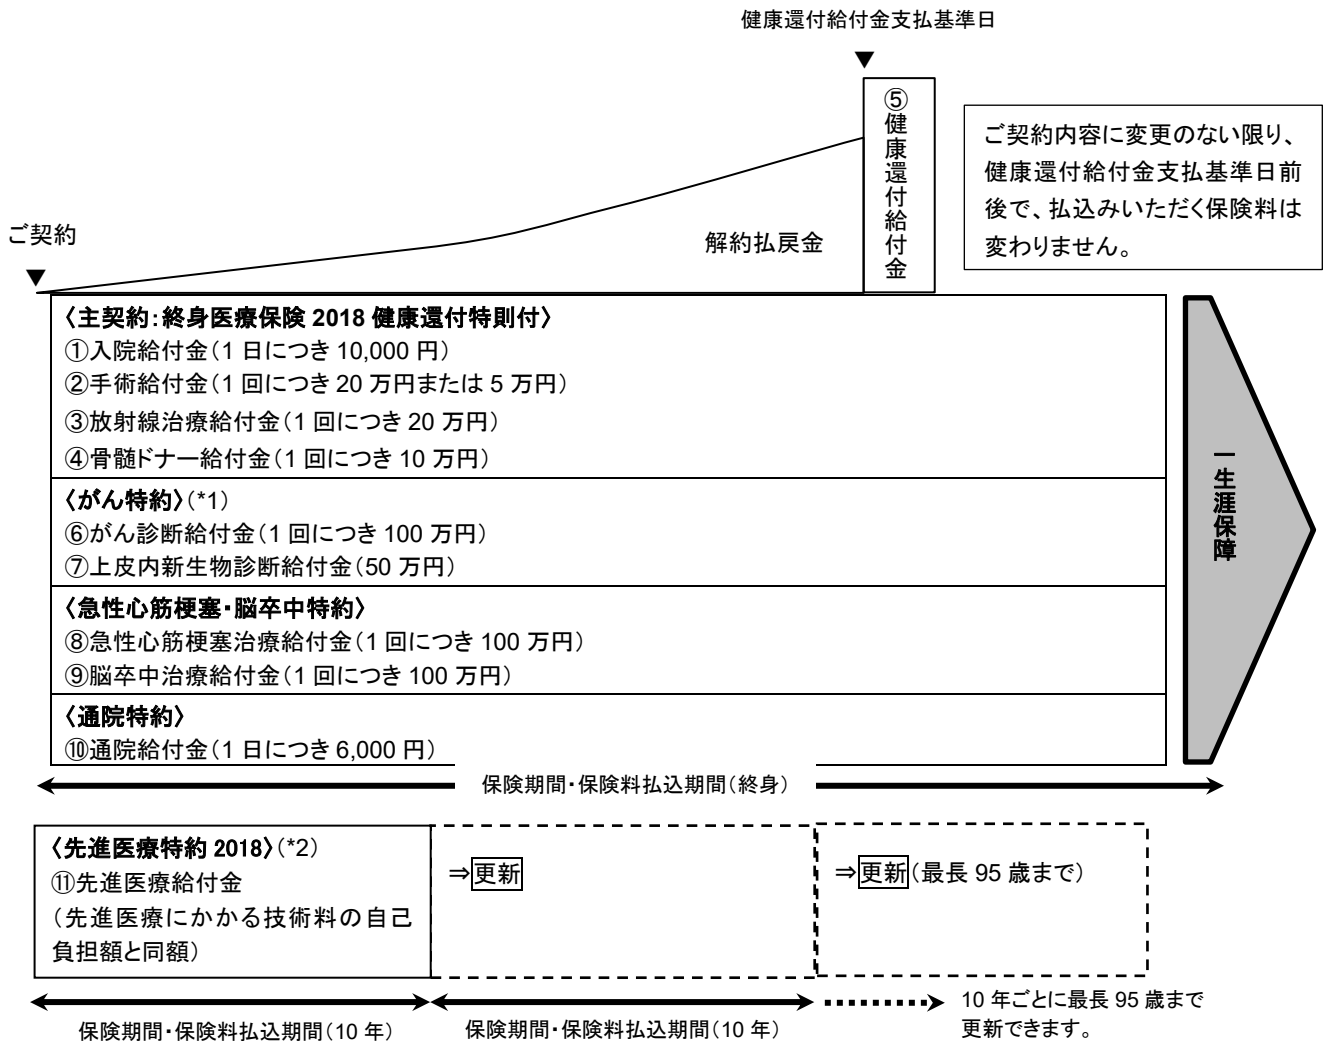 健康還付給付金支払基準日
▼
⑤健康還付給付金
ご契約内容に変更のない限り、
健康還付給付金支払基準日前
後で、払込みいただく保険料は
変わりません。
ご契約
▼
解約払戻金
〈主契約：終身医療保険 2018 健康還付特則付〉
①入院給付金（1 日につき 10,000 円）
②手術給付金（1 回につき 20 万円または 5 万円）
③放射線治療給付金（1 回につき 20 万円）
④骨髄ドナー給付金（1 回につき 10 万円）
〈がん特約〉(*1)
⑥がん診断給付金（1 回につき 100 万円）
⑦上皮内新生物診断給付金（50 万円）
〈急性心筋梗塞・脳卒中特約〉
⑧急性心筋梗塞治療給付金（1 回につき 100 万円）
⑨脳卒中治療給付金（1 回につき 100 万円）
〈通院特約〉
⑩通院給付金（1 日につき 6,000 円）
一生涯保障
保険期間・保険料払込期間（終身）
〈先進医療特約 2018〉(*2)
⑪先進医療給付金
（先進医療にかかる技術料の自己
負担額と同額）
⇒更新
⇒更新（最長 95 歳まで）
保険期間・保険料払込期間（10 年）
保険期間・保険料払込期間（10 年）
10 年ごとに最長 95 歳まで
更新できます。